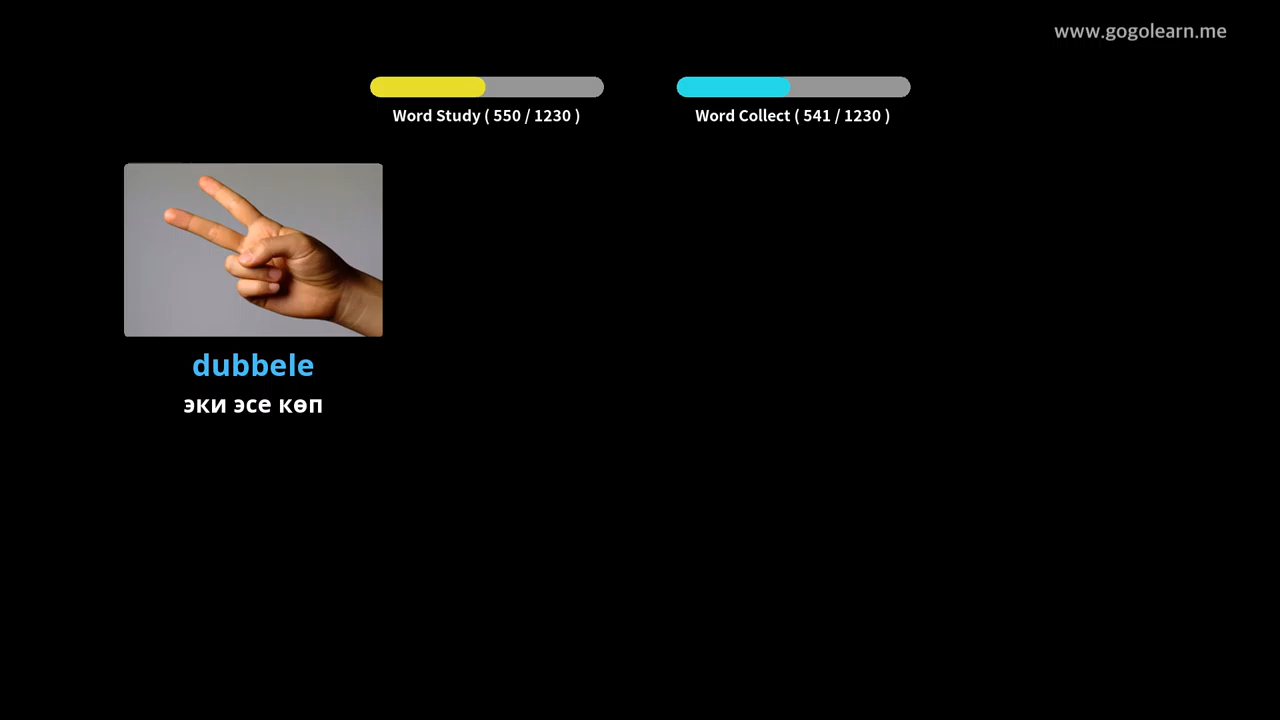 www.gogolearn.me
Word Study ( 550 / 1230 )
Word Collect ( 541 / 1230 )
dubbele
эки эсе көп